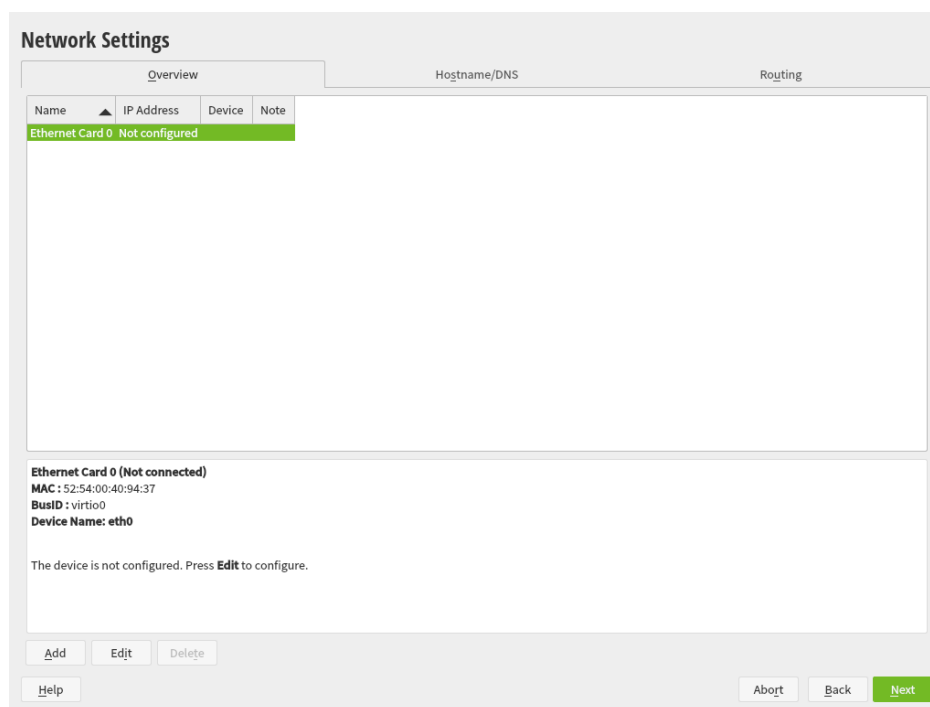 Network Settings
Overview Hostname/DNS Routing
Name IP Address Device Note
Ethernet Card 0 Not configured
Ethernet Card 0 (Not connected)
MAC : 52:54:00:40:94:37
BusID : virtio0
Device Name: eth0
The device is not configured. Press Edit to configure.
Add Edit Delete
Help Abort Back Next